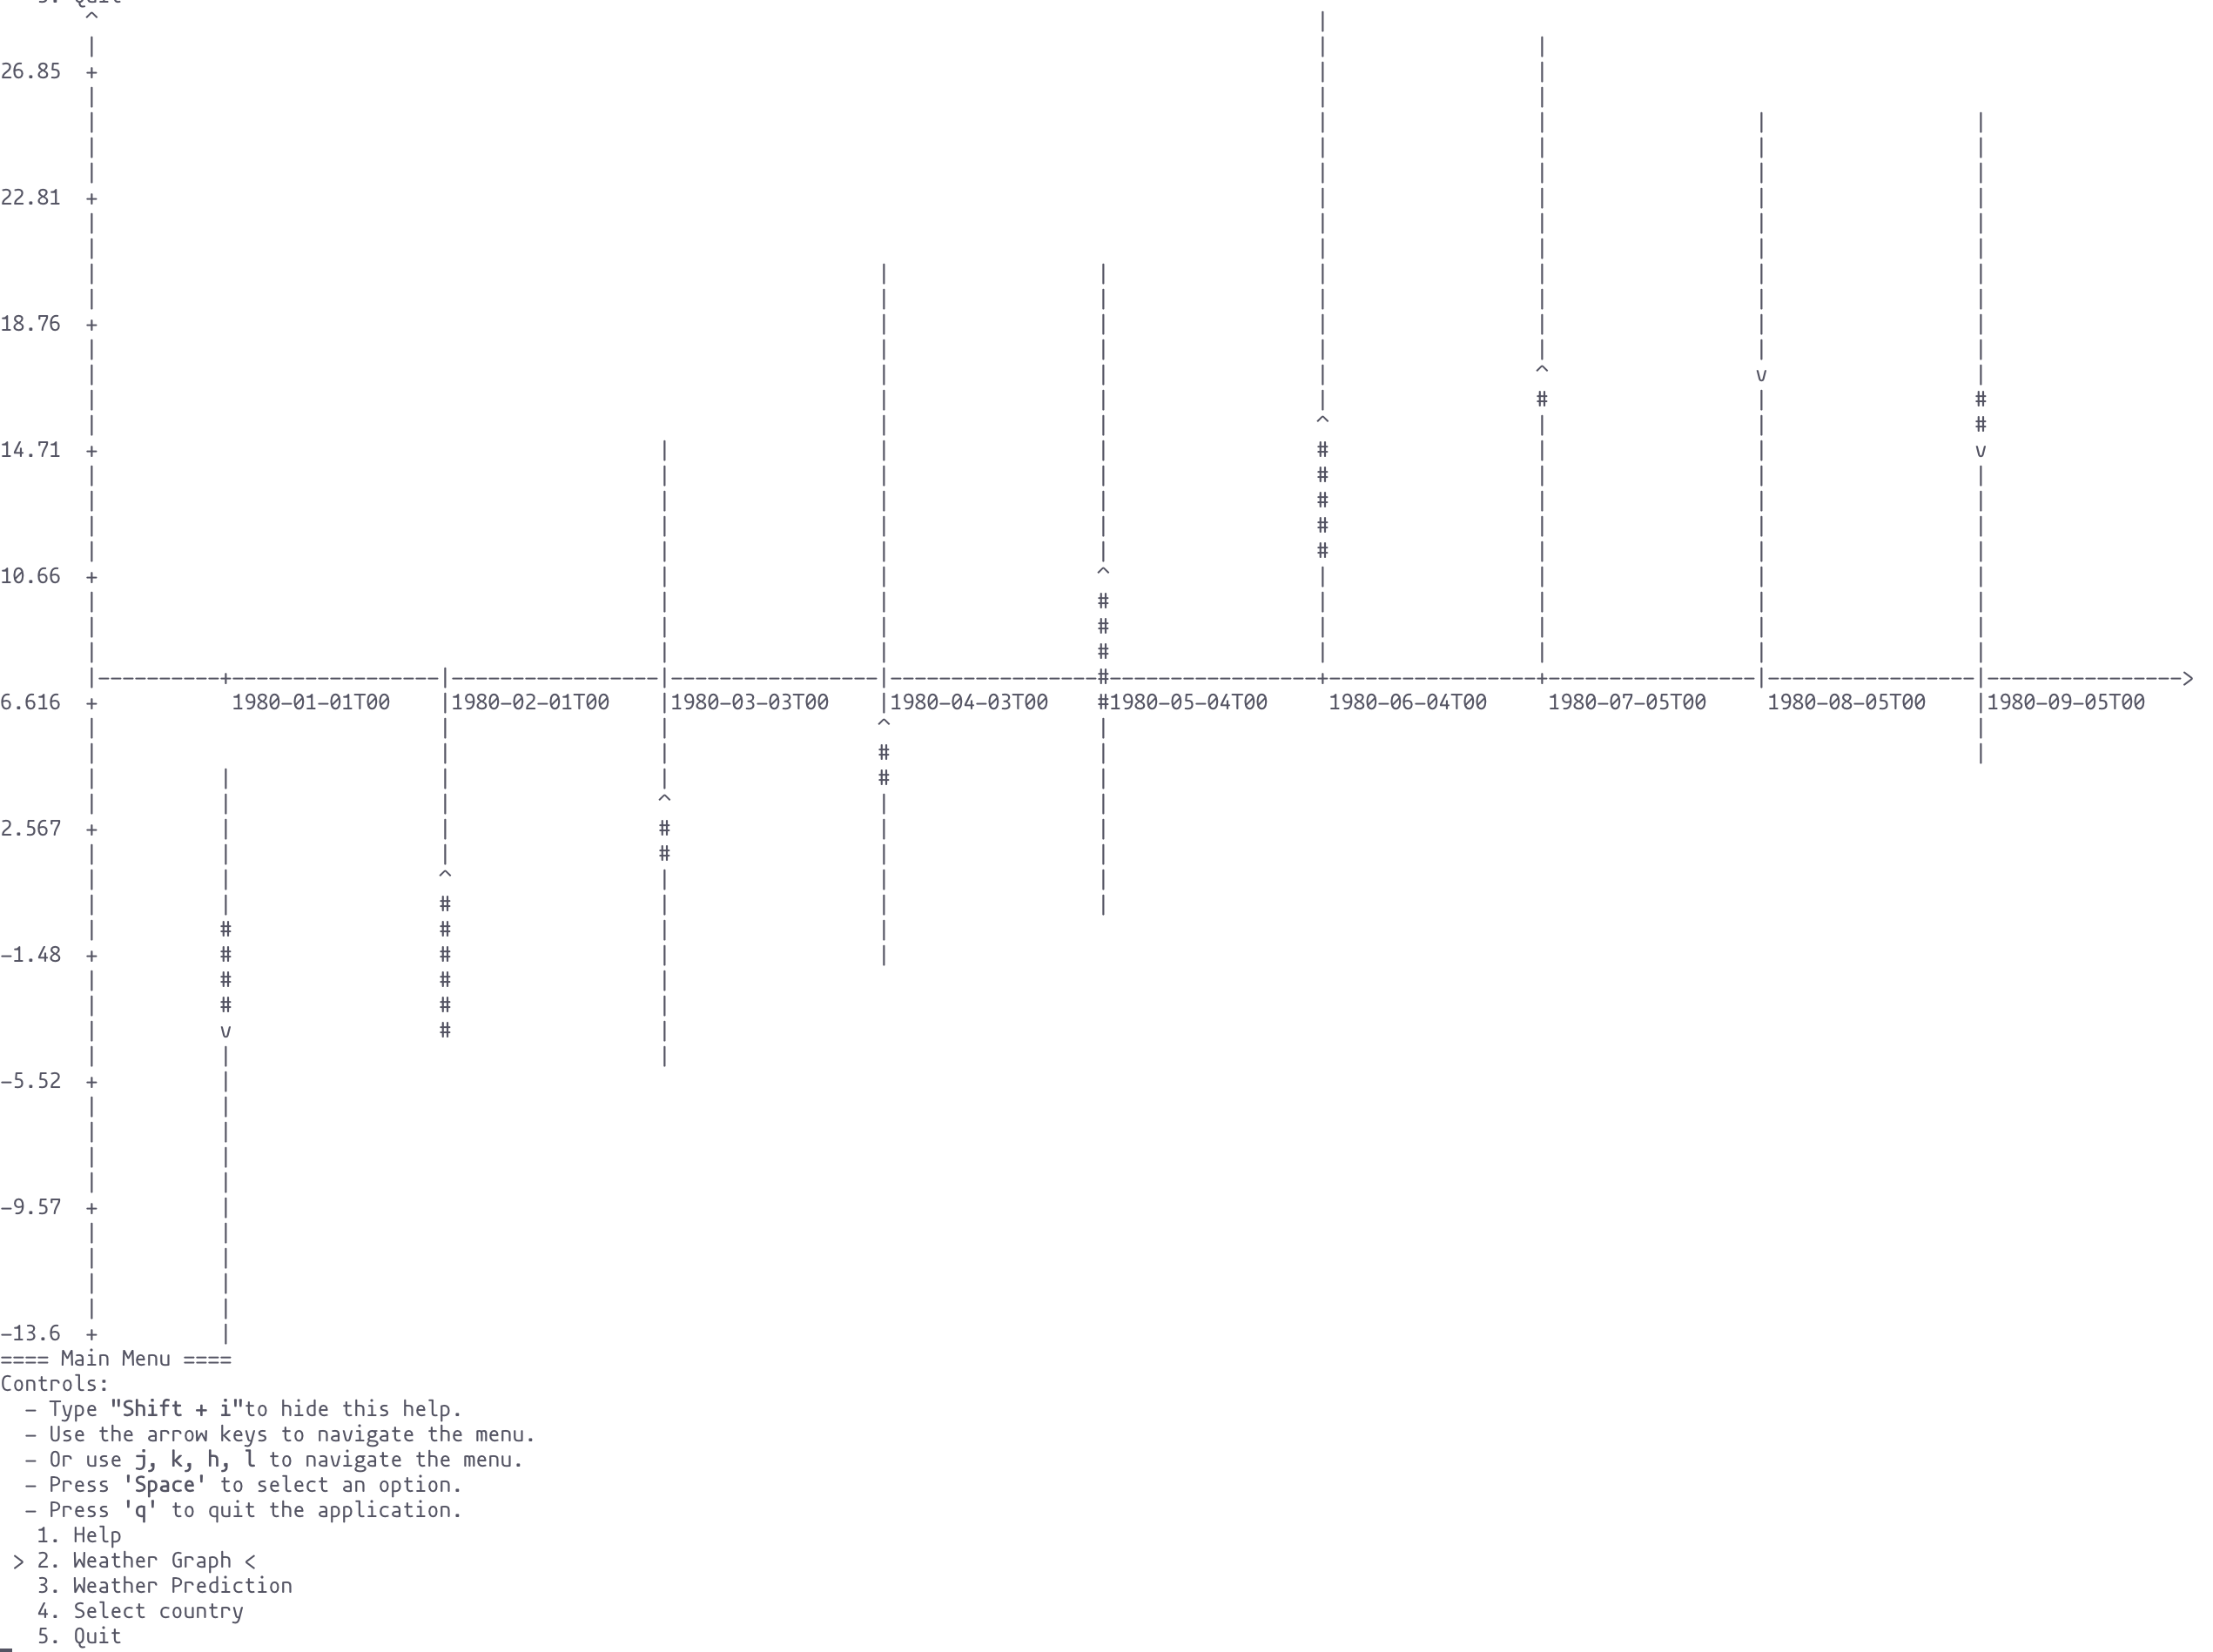 5. Quit
26.85
22.81
18.76
14.71
10.66
6.616 1980-01-01T00 1980-02-01T00 1980-03-03T00 1980-04-03T00 1980-05-04T00 1980-06-04T00 1980-07-05T00 1980-08-05T00 1980-09-05T00
2.567
-1.48
-5.52
-9.57
-13.6
==== Main Menu ====
Controls:
- Type "Shift + i"to hide this help.
- Use the arrow keys to navigate the menu.
- Or use j, k, h, l to navigate the menu.
- Press 'Space' to select an option.
- Press 'q' to quit the application.
1. Help
> 2. Weather Graph <
3. Weather Prediction
4. Select country
5. Quit